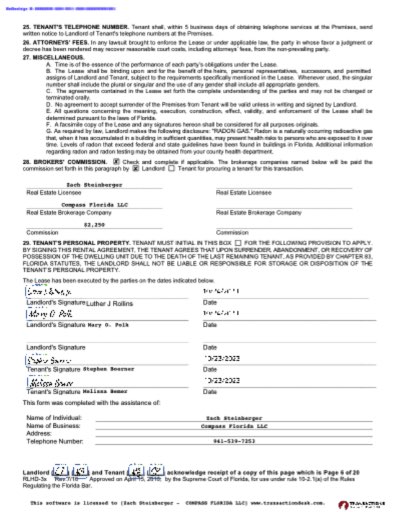 25. TENANT'S TELEPHONE NUMBER. Tenant shall, within 5 business days of obtaining telephone services at the Premises, send
written notice to Landlord of Tenant's telephone numbers at the Premises.
26. ATTORNEYS' FEES. In any lawsuit brought to enforce the Lease or under applicable law, the party in whose favor a judgment or
decree has been rendered may recover reasonable court costs, including attorneys' fees, from the non-prevailing party.
27. MISCELLANEOUS.
A. Time is of the essence of the performance of each party's obligations under the Lease.
B. The Lease shall be binding upon and for the benefit of the heirs, personal representatives, successors, and permitted
assigns of Landlord and Tenant, subject to the requirements specifically mentioned in the Lease. Whenever used, the singular
number shall include the plural or singular and the use of any gender shall include all appropriate genders.
C. The agreements contained in the Lease set forth the complete understanding of the parties and may not be changed or
terminated orally.
D. No agreement to accept surrender of the Premises from Tenant will be valid unless in writing and signed by Landlord.
E. All questions concerning the meaning, execution, construction, effect, validity, and enforcement of the Lease shall be
determined pursuant to the laws of Florida.
F. A facsimile copy of the Lease and any signatures hereon shall be considered for all purposes originals.
G. As required by law, Landlord makes the following disclosure: "RADON GAS." Radon is a naturally occurring radioactive gas
that, when it has accumulated in a building in sufficient quantities, may present health risks to persons who are exposed to it over
time. Levels of radon that exceed federal and state guidelines have been found in buildings in Florida. Additional information
regarding radon and radon testing may be obtained from your county health department.
28. BROKERS' COMMISSION. Check and complete if applicable. The brokerage companies named below will be paid the
commission set forth in this paragraph by Landlord Tenant for procuring a tenant for this transaction.
Zach Steinberger
Real Estate Licensee Real Estate Licensee
Compass Florida LLC
Real Estate Brokerage Company Real Estate Brokerage Company
$2,250
Commission Commission
29. TENANT'S PERSONAL PROPERTY. TENANT MUST INITIAL IN THIS BOX FOR THE FOLLOWING PROVISION TO APPLY.
BY SIGNING THIS RENTAL AGREEMENT, THE TENANT AGREES THAT UPON SURRENDER, ABANDONMENT, OR RECOVERY OF
POSSESSION OF THE DWELLING UNIT DUE TO THE DEATH OF THE LAST REMAINING TENANT, AS PROVIDED BY CHAPTER 83,
FLORIDA STATUTES, THE LANDLORD SHALL NOT BE LIABLE OR RESPONSIBLE FOR STORAGE OR DISPOSITION OF THE
TENANT'S PERSONAL PROPERTY.
The Lease has been executed by the parties on the dates indicated below.
Landlord's Signature Luther J Rollins Date
Landlord's Signature Mary O. Polk Date
Landlord's Signature Date
10/23/2023
Tenant's Signature Stephen Date
10/23/2023
Tenant's Signature Melissa Date
This form was completed with the assistance of:
Name of Individual: Zach Steinberger
Name of Business: Compass Florida LLC
Address:
Telephone Number: 961-539-7253
Landlord and Tenant acknowledge receipt of a copy of this page which is Page 6 of 20
RLHD-3x Rev. 7/16 Approved on April 15, 2010, by the Supreme Court of Florida, for use under rule 10-2.1(a) of the Rules
Regulating the Florida Bar.
This software is licensed to [Zach Steinberger - COMPASS FLORIDA LLC] www.transactiondesk.com.